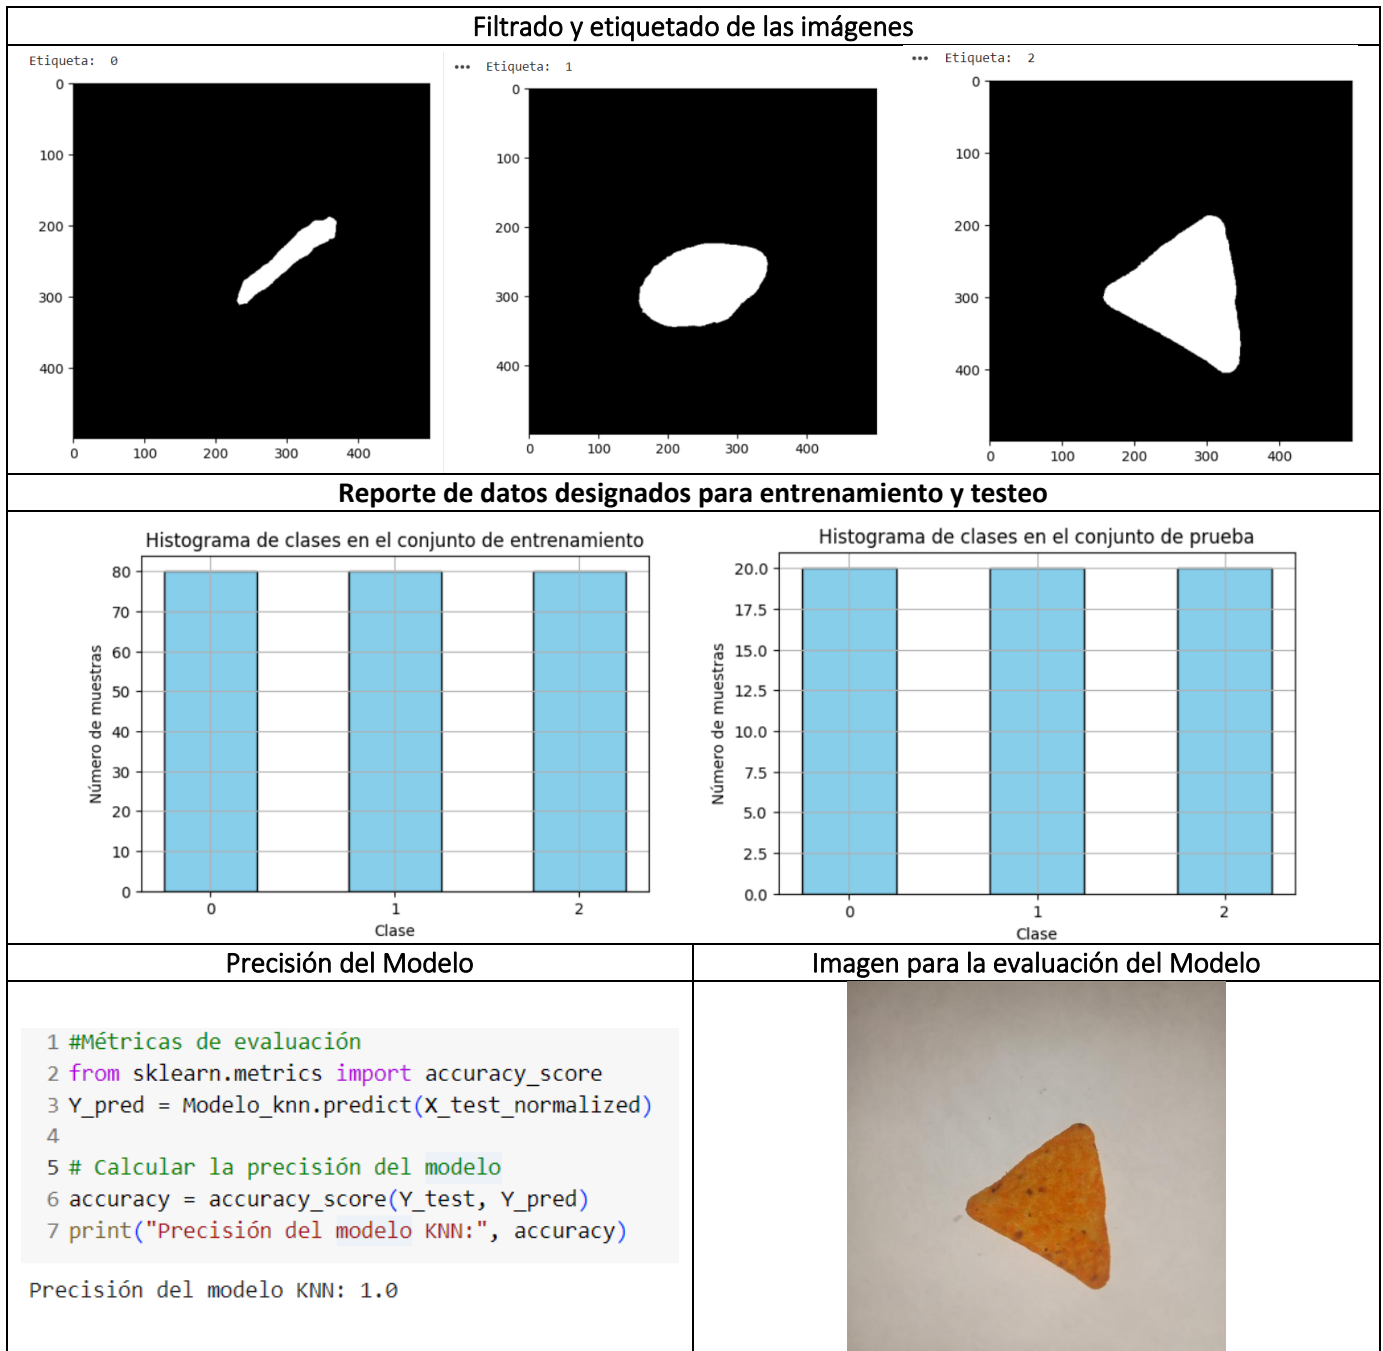 Filtrado y etiquetado de las imágenes
Etiqueta:  0
••• Etiqueta:  1
••• Etiqueta:  2
0
100
200
300
400
0 100 200 300 400
0
100
200
300
400
0 100 200 300 400
0
100
200
300
400
0 100 200 300 400
Reporte de datos designados para entrenamiento y testeo
Histograma de clases en el conjunto de entrenamiento
Número de muestras
80
70
60
50
40
30
20
10
0
0 1 2
Clase
Histograma de clases en el conjunto de prueba
Número de muestras
20.0
17.5
15.0
12.5
10.0
7.5
5.0
2.5
0.0
0 1 2
Clase
Precisión del Modelo
1 #Métricas de evaluación
2 from sklearn.metrics import accuracy_score
3 Y_pred = Modelo_knn.predict(X_test_normalized)
4
5 # Calcular la precisión del modelo
6 accuracy = accuracy_score(Y_test, Y_pred)
7 print("Precisión del modelo KNN:", accuracy)
Precisión del modelo KNN: 1.0
Imagen para la evaluación del Modelo